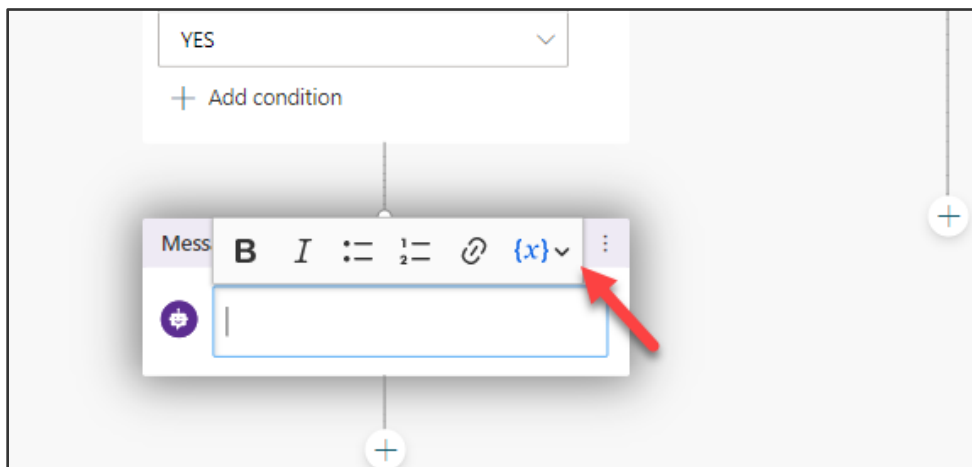 YES
Add condition
Mess
B I {x}